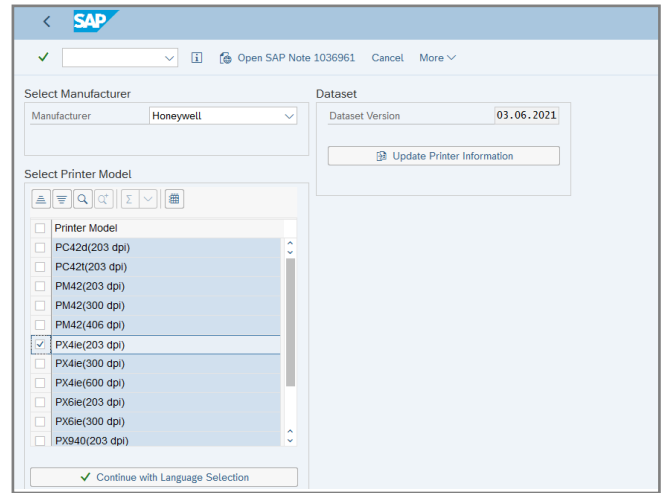 SAP
Open SAP Note 1036961 Cancel More
Select Manufacturer
Manufacturer Honeywell
Dataset
Dataset Version 03.06.2021
Update Printer Information
Select Printer Model
Σ
Printer Model
PC42d(203 dpi)
PC42t(203 dpi)
PM42(203 dpi)
PM42(300 dpi)
PM42(406 dpi)
PX4ie(203 dpi)
PX4ie(300 dpi)
PX4ie(600 dpi)
PX6ie(203 dpi)
PX6ie(300 dpi)
PX940(203 dpi)
Continue with Language Selection